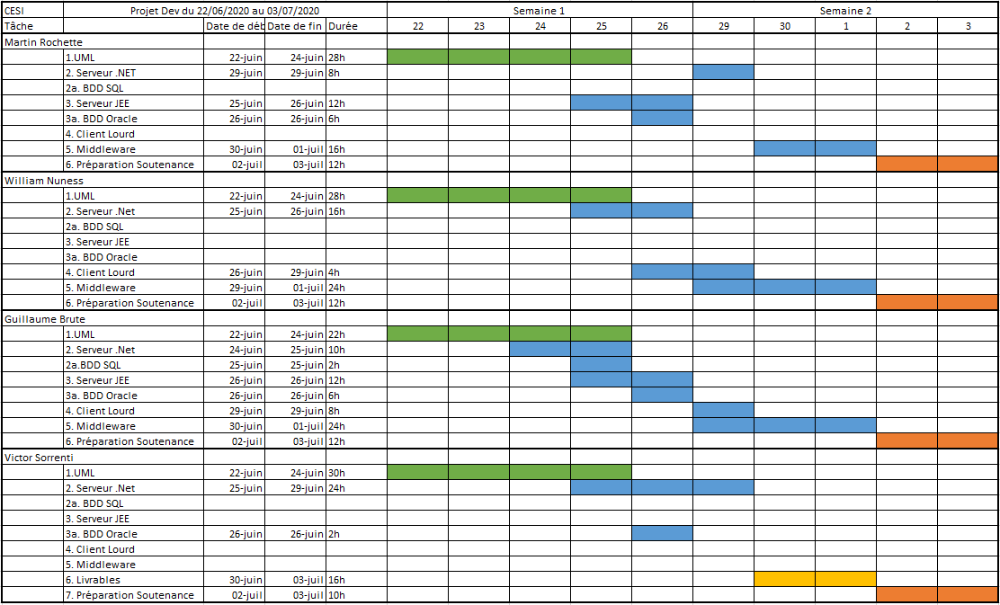 CESI Projet Dev du 22/06/2020 au 03/07/2020 Semaine 1 Semaine 2
Tâche Date de déb Date de fin Durée 22 23 24 25 26 29 30 1 2 3
Martin Rochette
1.UML 22-juin 24-juin 28h
2. Serveur .NET 29-juin 29-juin 8h
2a. BDD SQL
3. Serveur JEE 25-juin 26-juin 12h
3a. BDD Oracle 26-juin 26-juin 6h
4. Client Lourd
5. Middleware 30-juin 01-juil 16h
6. Préparation Soutenance 02-juil 03-juil 12h
William Nuness
1.UML 22-juin 24-juin 28h
2. Serveur .Net 25-juin 26-juin 16h
2a. BDD SQL
3. Serveur JEE
3a. BDD Oracle
4. Client Lourd 26-juin 29-juin 4h
5. Middleware 29-juin 01-juil 24h
6. Préparation Soutenance 02-juil 03-juil 12h
Guillaume Brute
1.UML 22-juin 24-juin 22h
2. Serveur .Net 24-juin 25-juin 10h
2a.BDD SQL 25-juin 25-juin 2h
3. Serveur JEE 26-juin 26-juin 12h
3a. BDD Oracle 26-juin 26-juin 6h
4. Client Lourd 29-juin 29-juin 8h
5. Middleware 30-juin 01-juil 24h
6. Préparation Soutenance 02-juil 03-juil 12h
Victor Sorrenti
1.UML 22-juin 24-juin 30h
2. Serveur .Net 25-juin 29-juin 24h
2a. BDD SQL
3. Serveur JEE
3a. BDD Oracle 26-juin 26-juin 2h
4. Client Lourd
5. Middleware
6. Livrables 30-juin 03-juil 16h
7. Préparation Soutenance 02-juil 03-juil 10h